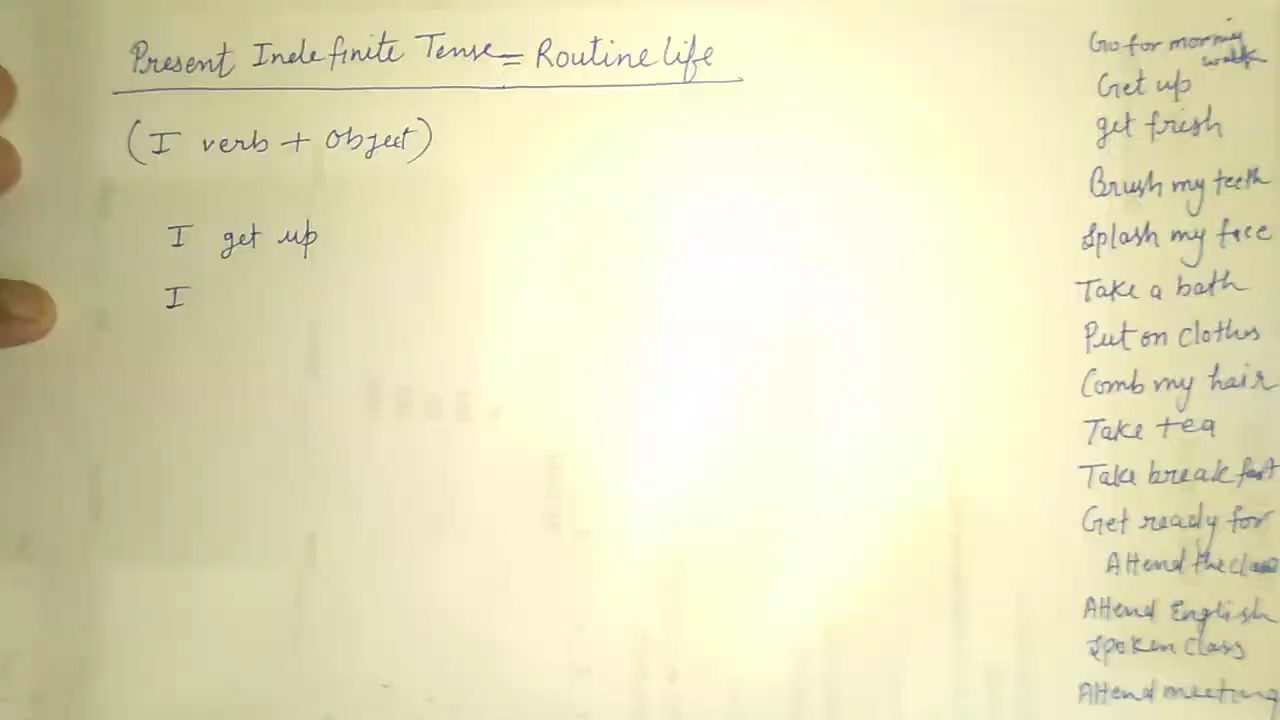 Present Indefinite Tense = Routine life
(I verb + object)
I get up
I
Go for morning
walk
Get up
get fresh
Brush my teeth
Splash my face
Take a bath
Put on clothes
Comb my hair
Take tea
Take breakfast
Get ready for
Attend the class
Attend English
Spoken class
Attend meeting